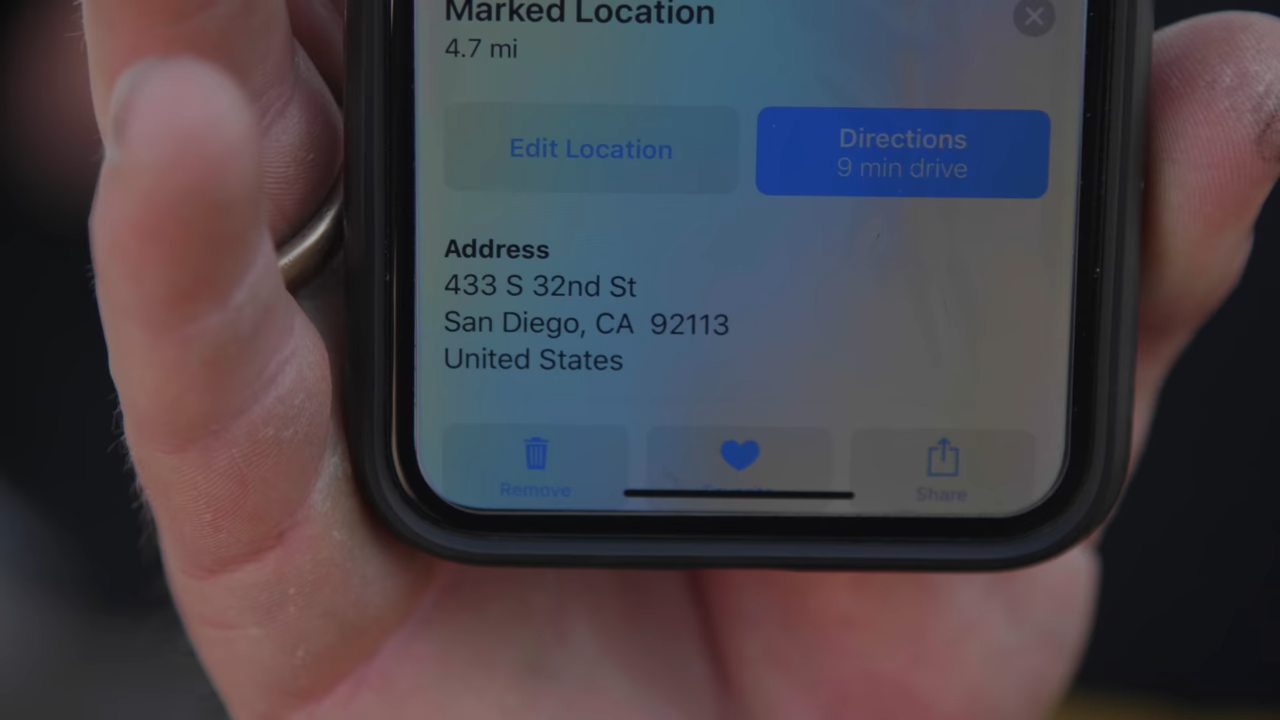 Marked Location
4.7 mi
Edit Location
Directions
9 min drive
Address
433 S 32nd St
San Diego, CA 92113
United States
Remove
Share